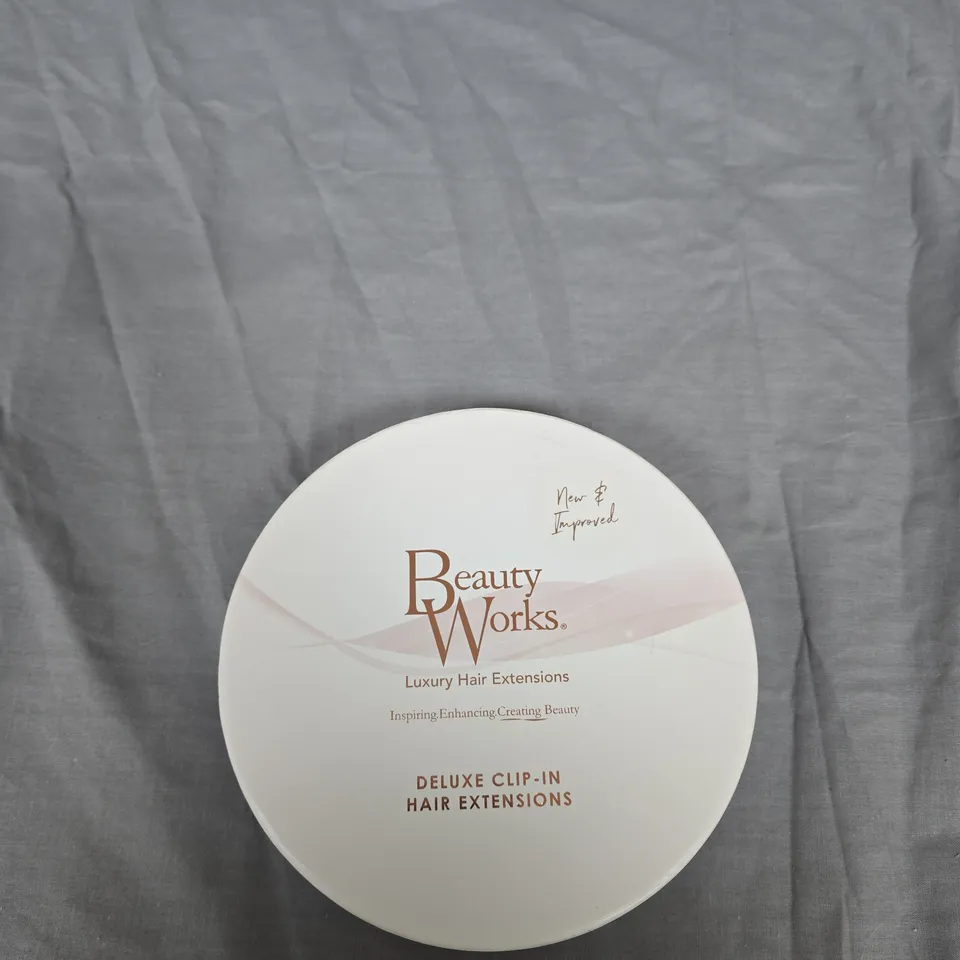 New &
Improved
Beauty
Works®
Luxury Hair Extensions
Inspiring.Enhancing.Creating Beauty
DELUXE CLIP-IN
HAIR EXTENSIONS